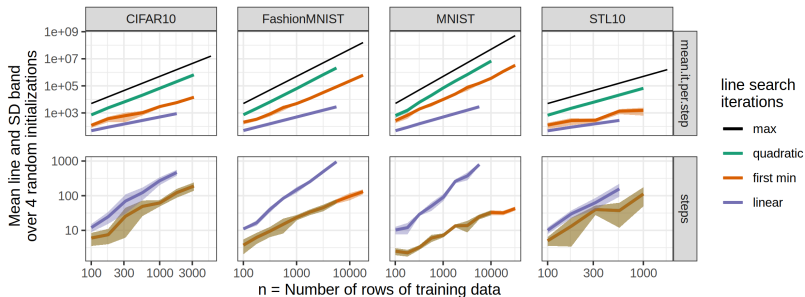 CIFAR10 FashionMNIST MNIST STL10
Mean line and SD band
over 4 random initializations
1e+09
1e+07
1e+05
1e+03
mean.it.per.step
1000
100
10
steps
100 300 1000 3000
100 1000 10000
100 1000 10000
100 300 1000
n = Number of rows of training data
line search
iterations
max
quadratic
first min
linear